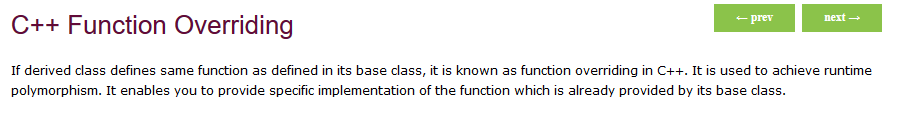 C++ Function Overriding
← prev
next →
If derived class defines same function as defined in its base class, it is known as function overriding in C++. It is used to achieve runtime
polymorphism. It enables you to provide specific implementation of the function which is already provided by its base class.